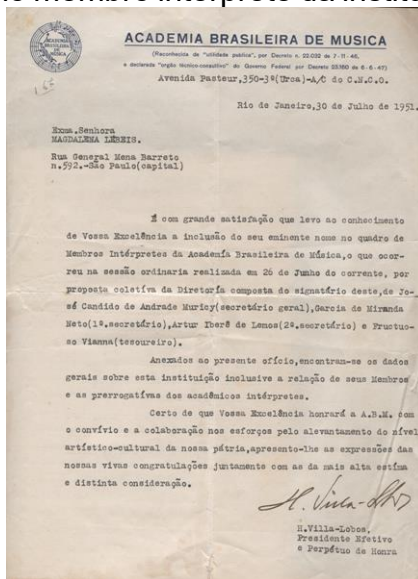 ACADEMIA BRASILEIRA DE MUSICA
(Reconhecida de "utilidade publica", por Decreto n. 22.032 de 7-11-46,
e declarada "orgão técnico-consultivo" do Governo Federal por Decreto 23.160 de 6-6-47)
Avenida Pasteur,350-3º(Urca)-A/C do C.N.C.O.
Rio de Janeiro,30 de Julho de 1951.
Exma.Senhora
MAGDALENA LÉBEIS.
Rua General Mena Barreto
n.592.-São Paulo(capital)
É com grande satisfação que levo ao conhecimento
de Vossa Excelência a inclusão do seu eminente nome no quadro de
Membros Intérpretes da Academia Brasileira de Música,o que ocor-
reu na sessão ordinaria realizada em 26 de Junho do corrente, por
proposta coletiva da Diretoria composta do signatário deste,de Jo-
sé Candido de Andrade Muricy(secretário geral),Garcia de Miranda
Neto(1º.secretário),Artur Iberê de Lemos(2º.secretário) e Fructuo-
so Vianna(tesoureiro).
Anexados ao presente ofício,encontram-se os dados
gerais sobre esta instituição inclusive a relação de seus Membros
e as prerrogativas dos acadêmicos intérpretes.
Certo de que Vossa Excelência honrará a A.B.M. com
o convívio e a colaboração nos esforços pelo alevantamento do nível
artístico-cultural da nossa pátria,apresento-lhe as expressões das
nossas vivas congratulações juntamente com as da mais alta estima
e distinta consideração.
H. Villa-Lobos
H.Villa-Lobos,
Presidente Efetivo
e Perpétuo de Honra